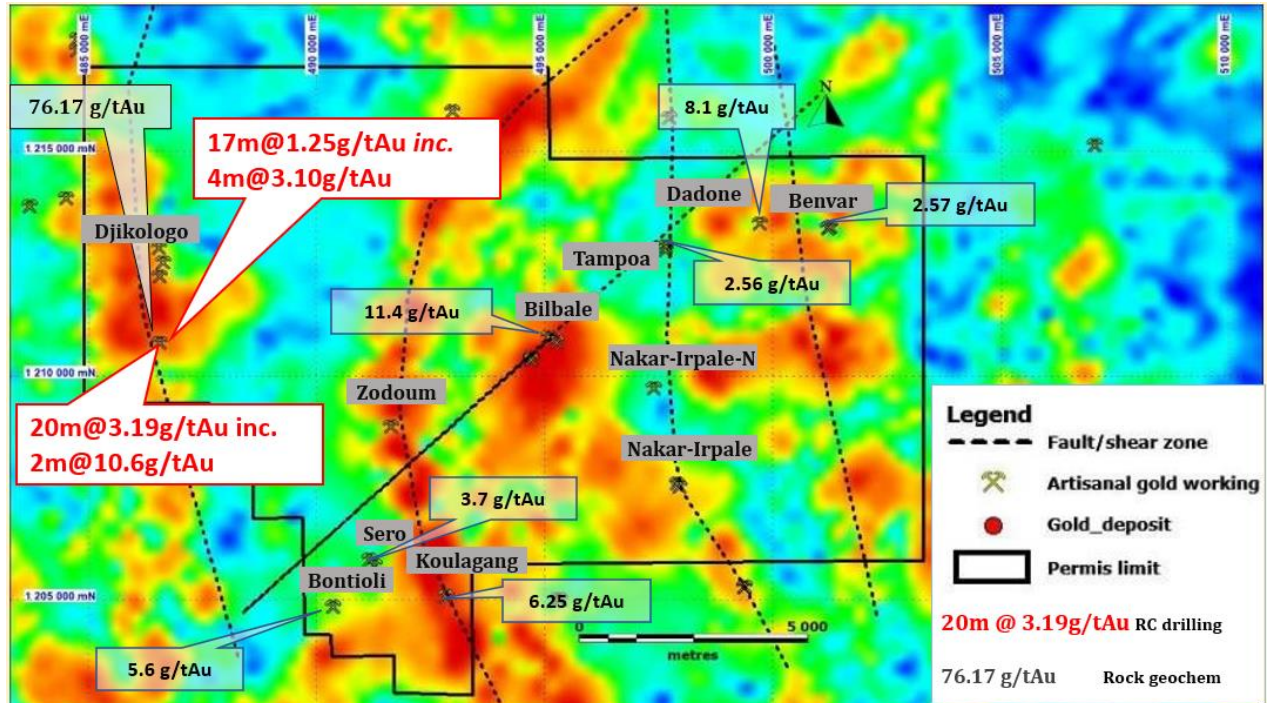 485 000 mE
490 000 mE
495 000 mE
500 000 mE
505 000 mE
510 000 mE
76.17 g/tAu
17m@1.25g/tAu inc.
4m@3.10g/tAu
8.1 g/tAu
N
1 215 000 mN
Dadone
Benvar
2.57 g/tAu
Djikologo
Tampoa
2.56 g/tAu
11.4 g/tAu
Bilbale
Nakar-Irpale-N
1 210 000 mN
Zodoum
20m@3.19g/tAu inc.
2m@10.6g/tAu
Nakar-Irpale
3.7 g/tAu
Sero
Koulagang
Bontioli
1 205 000 mN
6.25 g/tAu
5.6 g/tAu
0
5 000
metres
Legend
Fault/shear zone
Artisanal gold working
Gold_deposit
Permis limit
20m @ 3.19g/tAu RC drilling
76.17 g/tAu Rock geochem